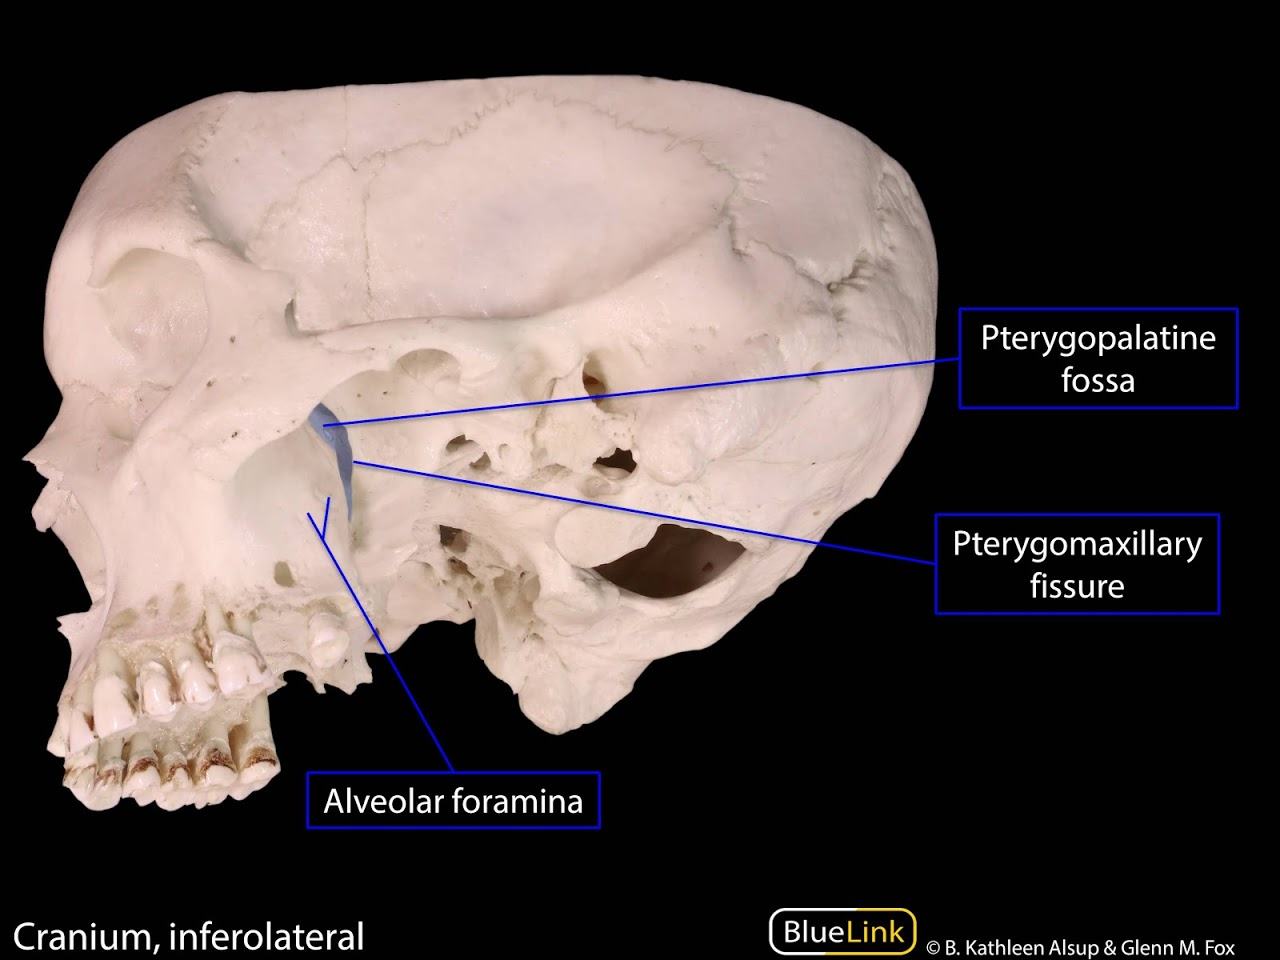 Pterygopalatine
fossa
Pterygomaxillary
fissure
Alveolar foramina
Cranium, inferolateral
BlueLink
© B. Kathleen Alsup & Glenn M. Fox